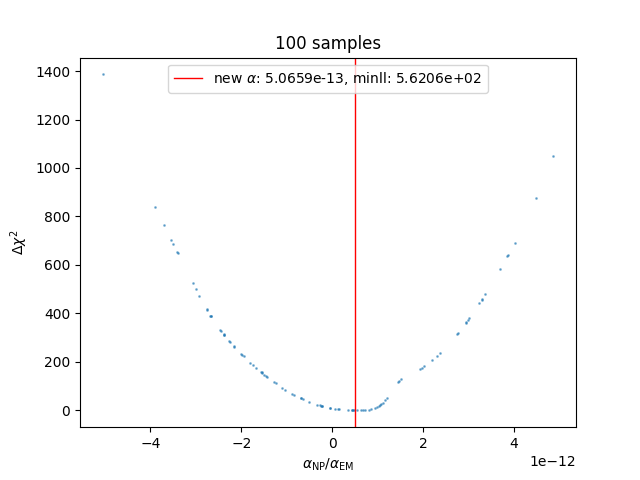 100 samples
new α: 5.0659e-13, minll: 5.6206e+02
1400
1200
1000
800
600
400
200
0
Δχ²
−4 −2 0 2 4
1e−12
α_NP/α_EM